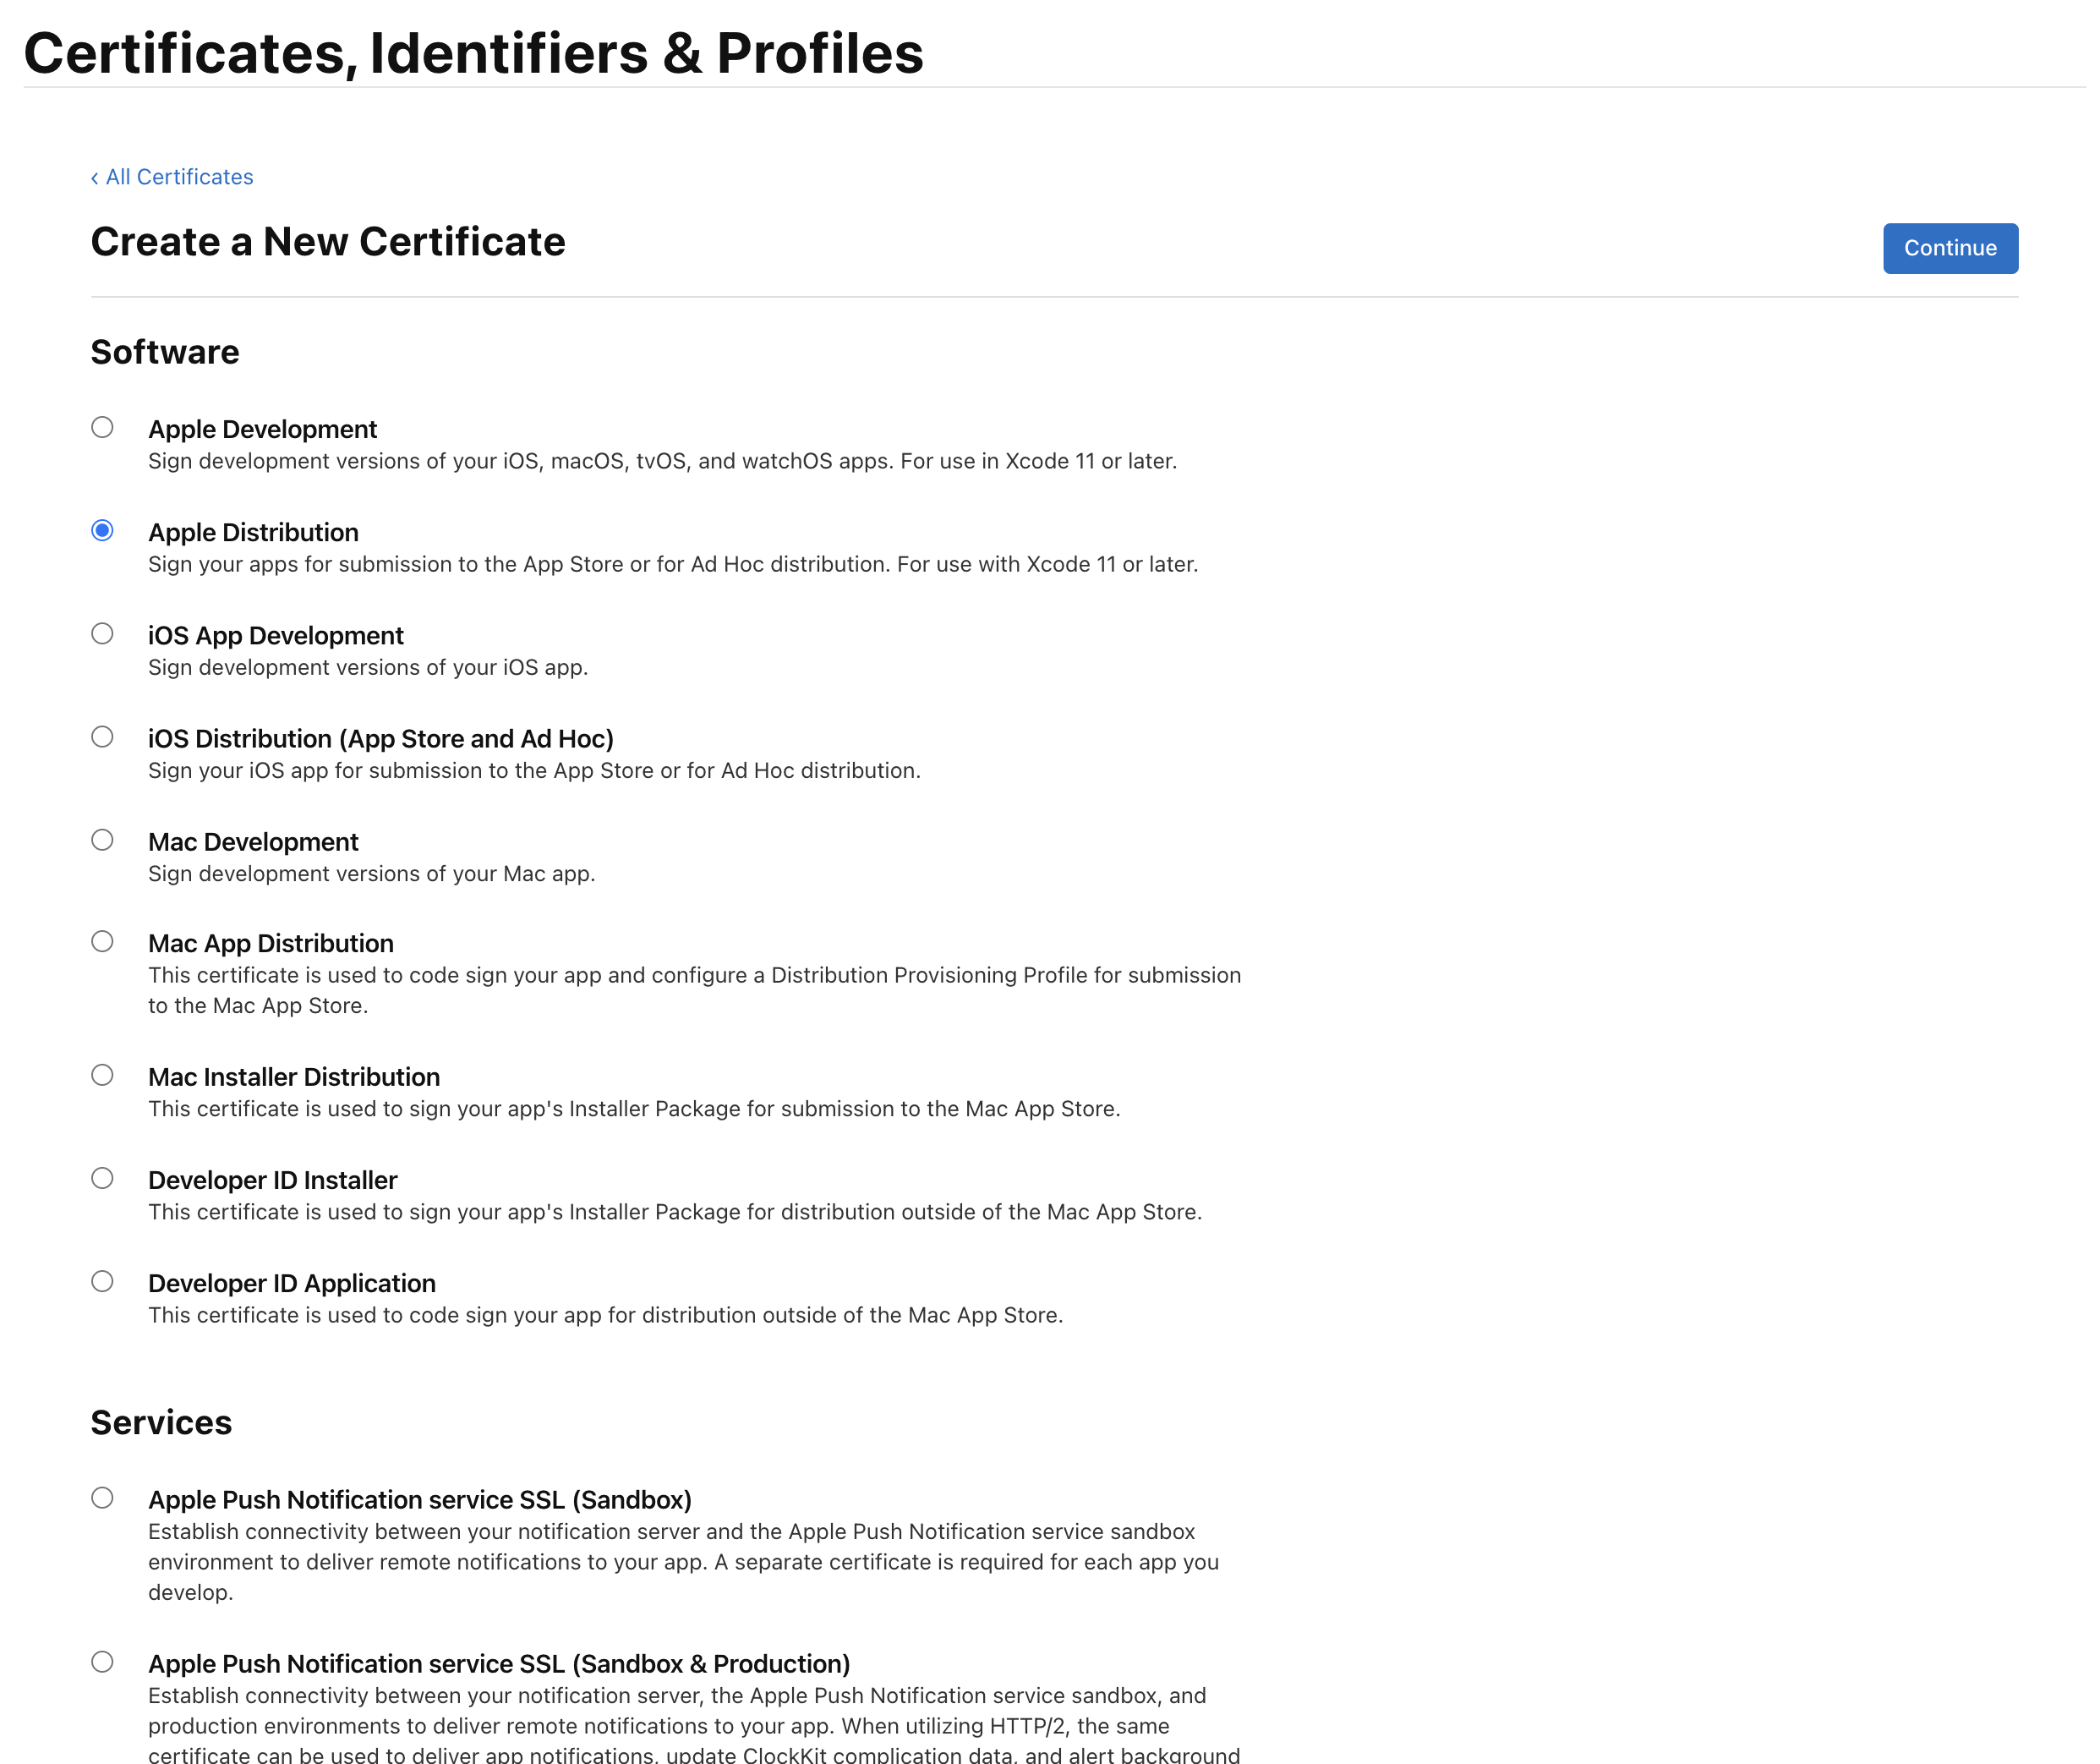 Certificates, Identifiers & Profiles
‹ All Certificates
Create a New Certificate
Continue
Software
Apple Development
Sign development versions of your iOS, macOS, tvOS, and watchOS apps. For use in Xcode 11 or later.
Apple Distribution
Sign your apps for submission to the App Store or for Ad Hoc distribution. For use with Xcode 11 or later.
iOS App Development
Sign development versions of your iOS app.
iOS Distribution (App Store and Ad Hoc)
Sign your iOS app for submission to the App Store or for Ad Hoc distribution.
Mac Development
Sign development versions of your Mac app.
Mac App Distribution
This certificate is used to code sign your app and configure a Distribution Provisioning Profile for submission
to the Mac App Store.
Mac Installer Distribution
This certificate is used to sign your app's Installer Package for submission to the Mac App Store.
Developer ID Installer
This certificate is used to sign your app's Installer Package for distribution outside of the Mac App Store.
Developer ID Application
This certificate is used to code sign your app for distribution outside of the Mac App Store.
Services
Apple Push Notification service SSL (Sandbox)
Establish connectivity between your notification server and the Apple Push Notification service sandbox
environment to deliver remote notifications to your app. A separate certificate is required for each app you
develop.
Apple Push Notification service SSL (Sandbox & Production)
Establish connectivity between your notification server, the Apple Push Notification service sandbox, and
production environments to deliver remote notifications to your app. When utilizing HTTP/2, the same
certificate can be used to deliver app notifications, update ClockKit complication data, and alert background